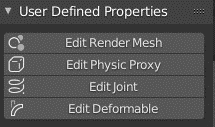 User Defined Properties
Edit Render Mesh
Edit Physic Proxy
Edit Joint
Edit Deformable